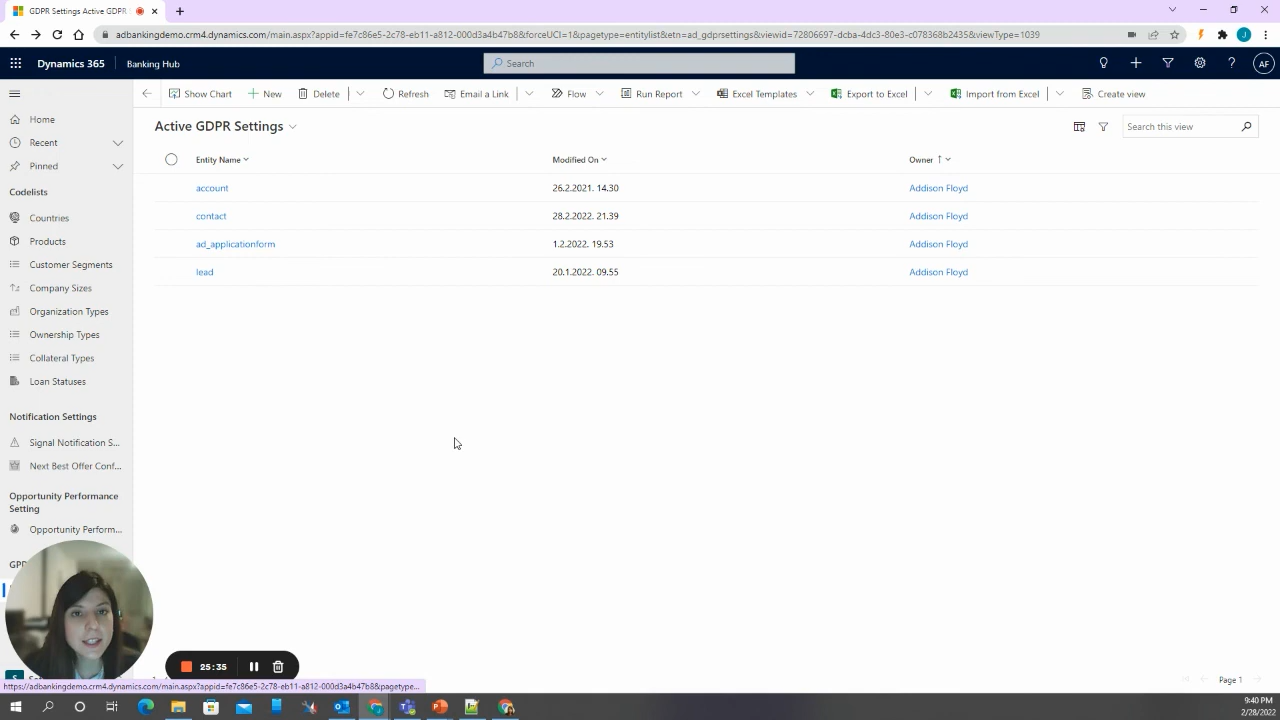 GDPR Settings Active GDPR
adbankingdemo.crm4.dynamics.com/main.aspx?appid=fe7c86e5-2c78-eb11-a812-000d3a4b47b8&forceUCI=1&pagetype=entitylist&etn=ad_gdprsettings&viewid=72806697-dcba-4dc3-80e3-c078368b2435&viewType=1039
J
Dynamics 365
Banking Hub
Search
AF
Show Chart
New
Delete
Refresh
Email a Link
Flow
Run Report
Excel Templates
Export to Excel
Import from Excel
Create view
Home
Recent
Pinned
Codelists
Countries
Products
Customer Segments
Company Sizes
Organization Types
Ownership Types
Collateral Types
Loan Statuses
Notification Settings
Signal Notification S...
Next Best Offer Conf...
Opportunity Performance
Setting
Opportunity Perform...
Active GDPR Settings
Search this view
Entity Name Modified On Owner
account 26.2.2021. 14.30 Addison Floyd
contact 28.2.2022. 21.39 Addison Floyd
ad_applicationform 1.2.2022. 19.53 Addison Floyd
lead 20.1.2022. 09.55 Addison Floyd
25:35
Page 1
https://adbankingdemo.crm4.dynamics.com/main.aspx?appid=fe7c86e5-2c78-eb11-a812-000d3a4b47b8&pagetype...
9:40 PM
2/28/2022